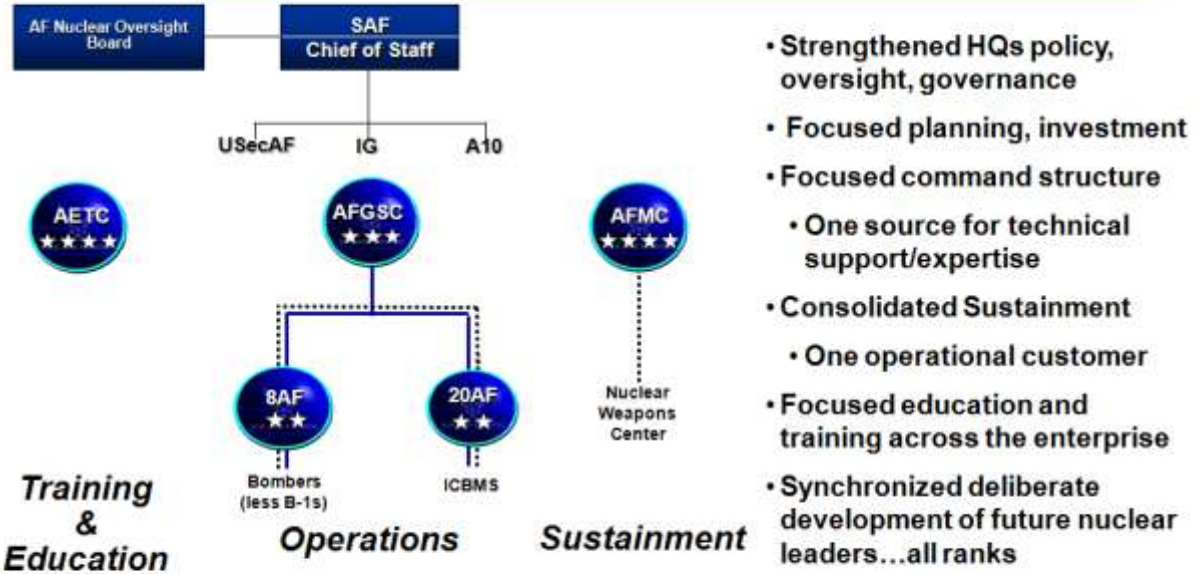 AF Nuclear Oversight
Board
SAF
Chief of Staff
USecAF
IG
A10
AETC
AFGSC
AFMC
8AF
20AF
Bombers
(less B-1s)
ICBMS
Nuclear
Weapons
Center
Training
&
Education
Operations
Sustainment
• Strengthened HQs policy,
oversight, governance
• Focused planning, investment
• Focused command structure
• One source for technical
support/expertise
• Consolidated Sustainment
• One operational customer
• Focused education and
training across the enterprise
• Synchronized deliberate
development of future nuclear
leaders...all ranks